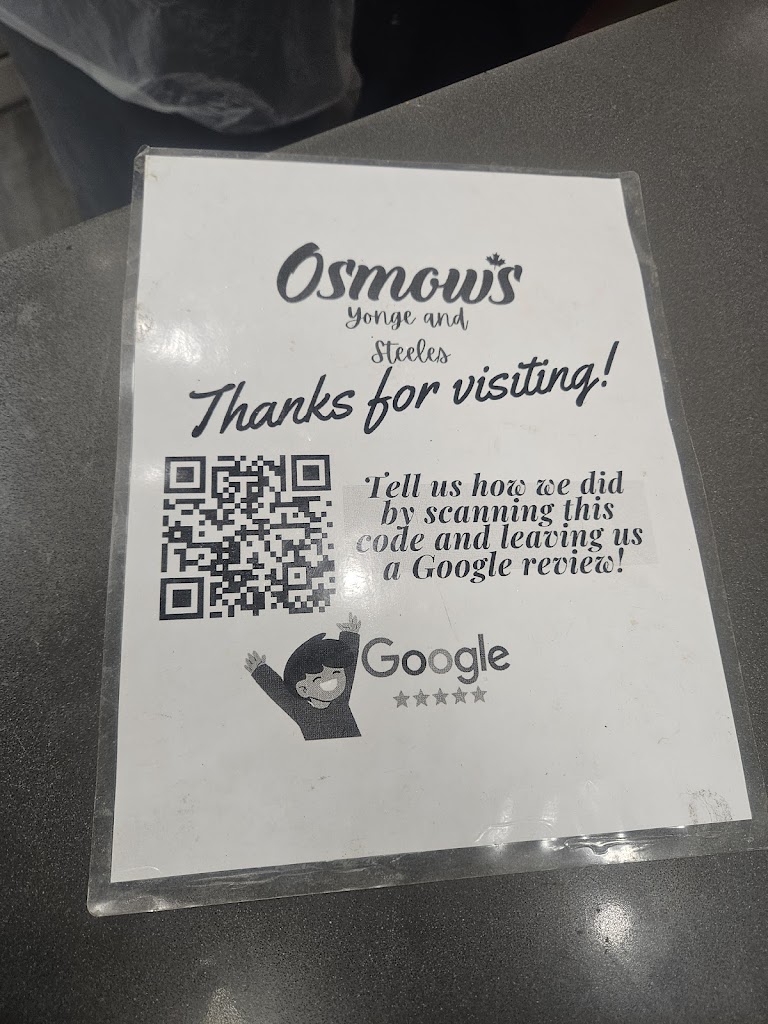 Osmow's
Yonge and
Steeles
Thanks for visiting!
Tell us how we did
by scanning this
code and leaving us
a Google review!
Google